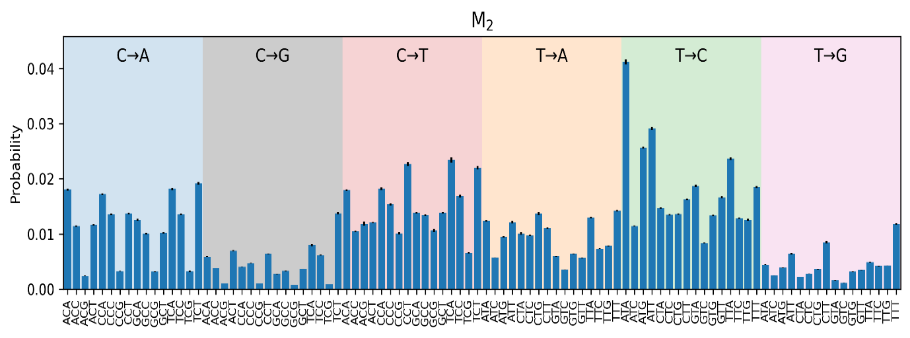 M2
C→A C→G C→T T→A T→C T→G
Probability
0.04
0.03
0.02
0.01
0.00
ACA ACC ACG ACT CCA CCC CCG CCT GCA GCC GCG GCT TCA TCC TCG TCT ACA ACC ACG ACT CCA CCC CCG CCT GCA GCC GCG GCT TCA TCC TCG TCT ACA ACC ACG ACT CCA CCC CCG CCT GCA GCC GCG GCT TCA TCC TCG TCT ATA ATC ATG ATT CTA CTC CTG CTT GTA GTC GTG GTT TTA TTC TTG TTT ATA ATC ATG ATT CTA CTC CTG CTT GTA GTC GTG GTT TTA TTC TTG TTT ATA ATC ATG ATT CTA CTC CTG CTT GTA GTC GTG GTT TTA TTC TTG TTT